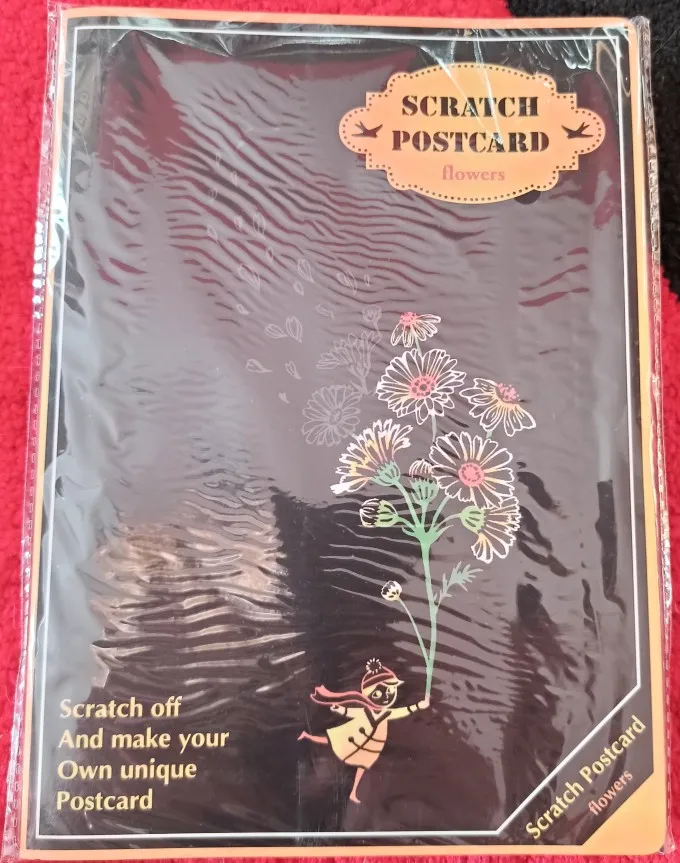 SCRATCH
POSTCARD
flowers
Scratch off
And make your
Own unique
Postcard
Scratch Postcard
flowers